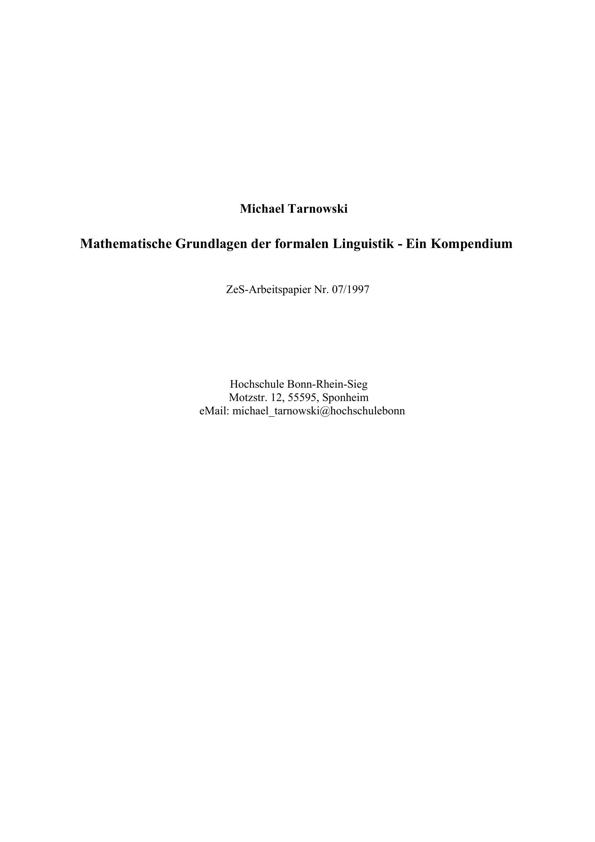 Michael Tarnowski
Mathematische Grundlagen der formalen Linguistik - Ein Kompendium
ZeS-Arbeitspapier Nr. 07/1997
Hochschule Bonn-Rhein-Sieg
Motzstr. 12, 55595, Sponheim
eMail: michael_tarnowski@hochschulebonn